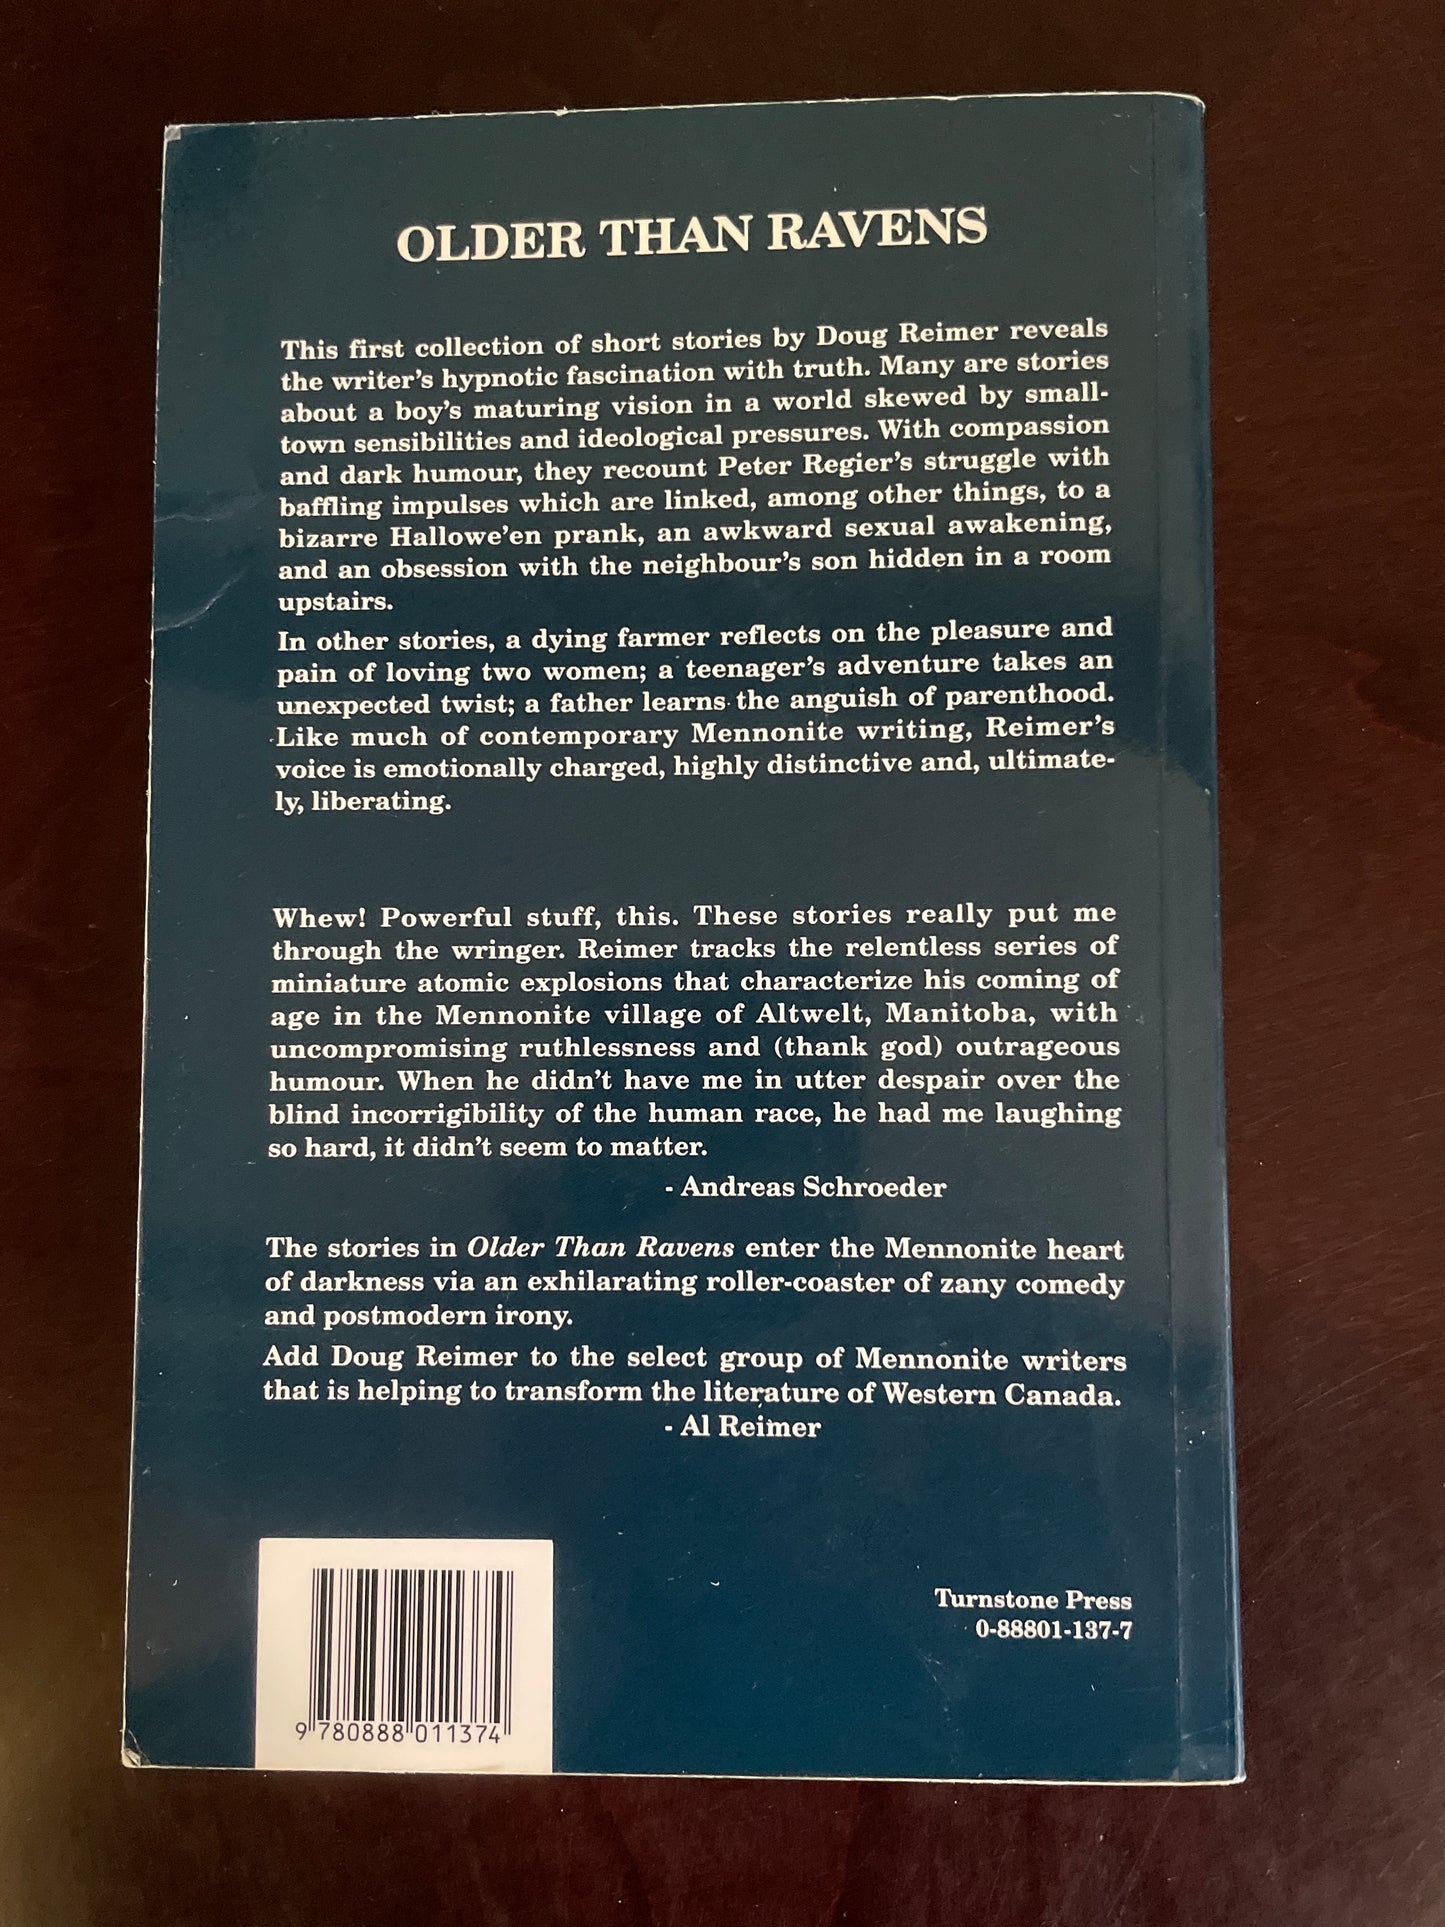 OLDER THAN RAVENS
This first collection of short stories by Doug Reimer reveals
the writer's hypnotic fascination with truth. Many are stories
about a boy's maturing vision in a world skewed by small-
town sensibilities and ideological pressures. With compassion
and dark humour, they recount Peter Regier's struggle with
baffling impulses which are linked, among other things, to a
bizarre Hallowe'en prank, an awkward sexual awakening,
and an obsession with the neighbour's son hidden in a room
upstairs.
In other stories, a dying farmer reflects on the pleasure and
pain of loving two women; a teenager's adventure takes an
unexpected twist; a father learns the anguish of parenthood.
Like much of contemporary Mennonite writing, Reimer's
voice is emotionally charged, highly distinctive and, ultimate-
ly, liberating.
Whew! Powerful stuff, this. These stories really put me
through the wringer. Reimer tracks the relentless series of
miniature atomic explosions that characterize his coming of
age in the Mennonite village of Altwelt, Manitoba, with
uncompromising ruthlessness and (thank god) outrageous
humour. When he didn't have me in utter despair over the
blind incorrigibility of the human race, he had me laughing
so hard, it didn't seem to matter.
- Andreas Schroeder
The stories in Older Than Ravens enter the Mennonite heart
of darkness via an exhilarating roller-coaster of zany comedy
and postmodern irony.
Add Doug Reimer to the select group of Mennonite writers
that is helping to transform the literature of Western Canada.
- Al Reimer
Turnstone Press
0-88801-137-7
9 780888 011374